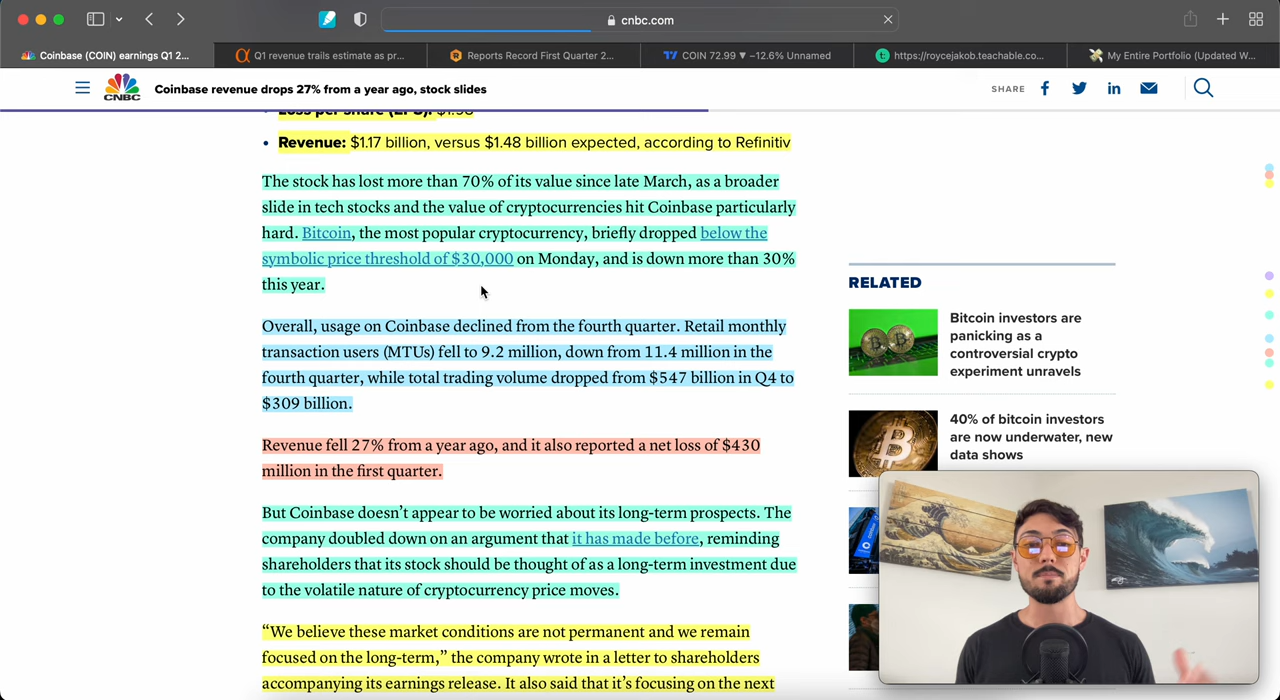 cnbc.com
Coinbase (COIN) earnings Q1 2...
Q1 revenue trails estimate as pr...
Reports Record First Quarter 2...
COIN 72.99 ▼ −12.6% Unnamed
https://roycejakob.teachable.co...
My Entire Portfolio (Updated W...
CNBC
Coinbase revenue drops 27% from a year ago, stock slides
SHARE
Loss per share (EPS): $1.98
• Revenue: $1.17 billion, versus $1.48 billion expected, according to Refinitiv
The stock has lost more than 70% of its value since late March, as a broader
slide in tech stocks and the value of cryptocurrencies hit Coinbase particularly
hard. Bitcoin, the most popular cryptocurrency, briefly dropped below the
symbolic price threshold of $30,000 on Monday, and is down more than 30%
this year.
Overall, usage on Coinbase declined from the fourth quarter. Retail monthly
transaction users (MTUs) fell to 9.2 million, down from 11.4 million in the
fourth quarter, while total trading volume dropped from $547 billion in Q4 to
$309 billion.
Revenue fell 27% from a year ago, and it also reported a net loss of $430
million in the first quarter.
But Coinbase doesn’t appear to be worried about its long-term prospects. The
company doubled down on an argument that it has made before, reminding
shareholders that its stock should be thought of as a long-term investment due
to the volatile nature of cryptocurrency price moves.
“We believe these market conditions are not permanent and we remain
focused on the long-term,” the company wrote in a letter to shareholders
accompanying its earnings release. It also said that it’s focusing on the next
RELATED
Bitcoin investors are
panicking as a
controversial crypto
experiment unravels
40% of bitcoin investors
are now underwater, new
data shows